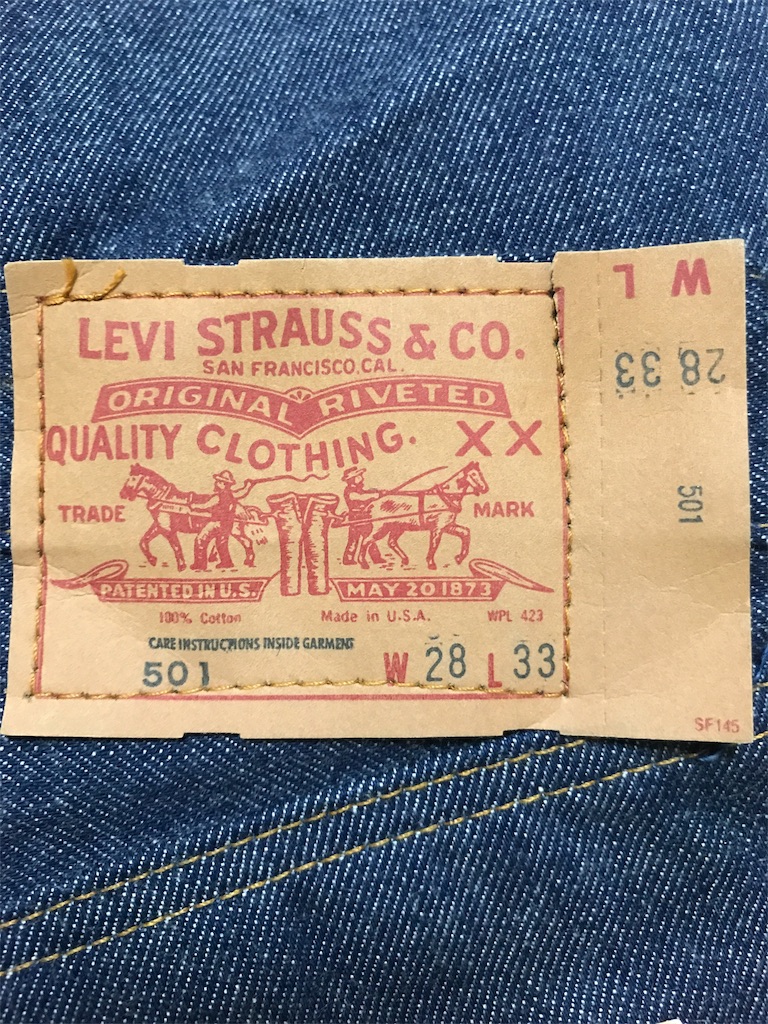 LEVI STRAUSS & CO.
SAN FRANCISCO, CAL.
ORIGINAL RIVETED
QUALITY CLOTHING. XX
TRADE MARK
PATENTED IN U.S. MAY 20 1873
100% Cotton Made in U.S.A. WPL 423
CARE INSTRUCTIONS INSIDE GARMENT
501 W 28 L 33
W L
28 33
501
SF145